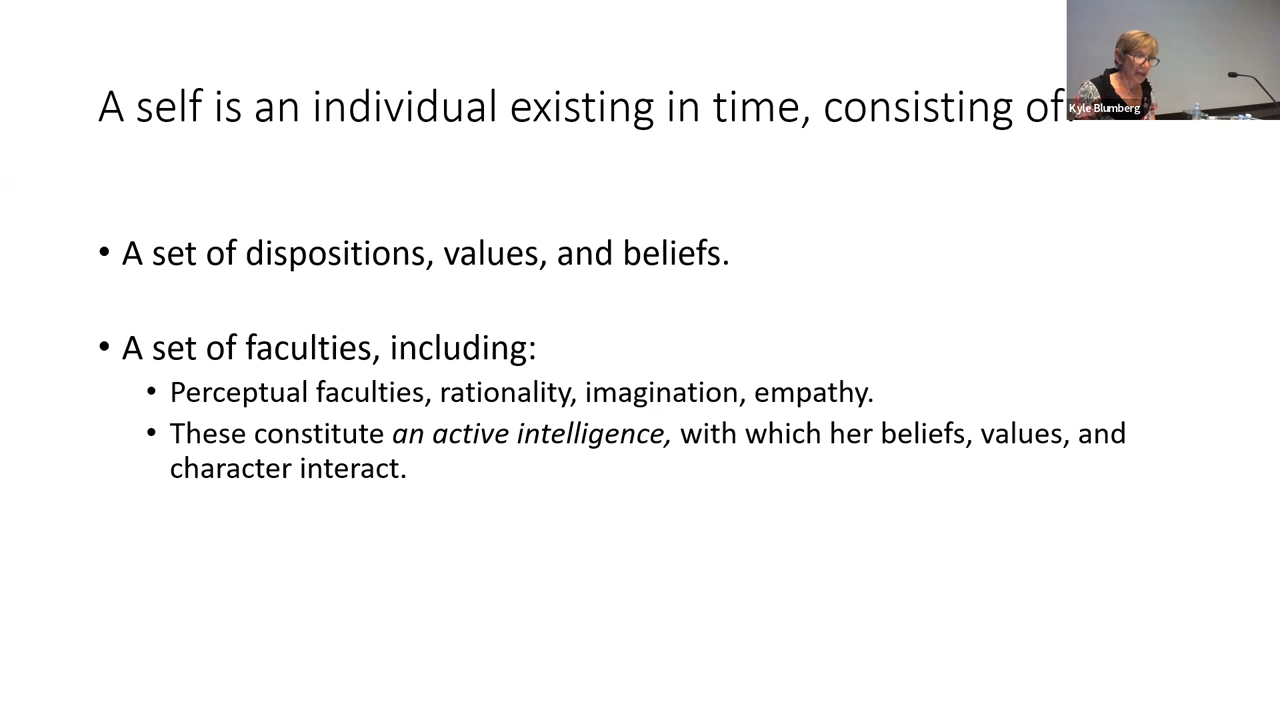 A self is an individual existing in time, consisting of:
Kyle Blumberg
• A set of dispositions, values, and beliefs.
• A set of faculties, including:
• Perceptual faculties, rationality, imagination, empathy.
• These constitute an active intelligence, with which her beliefs, values, and
character interact.